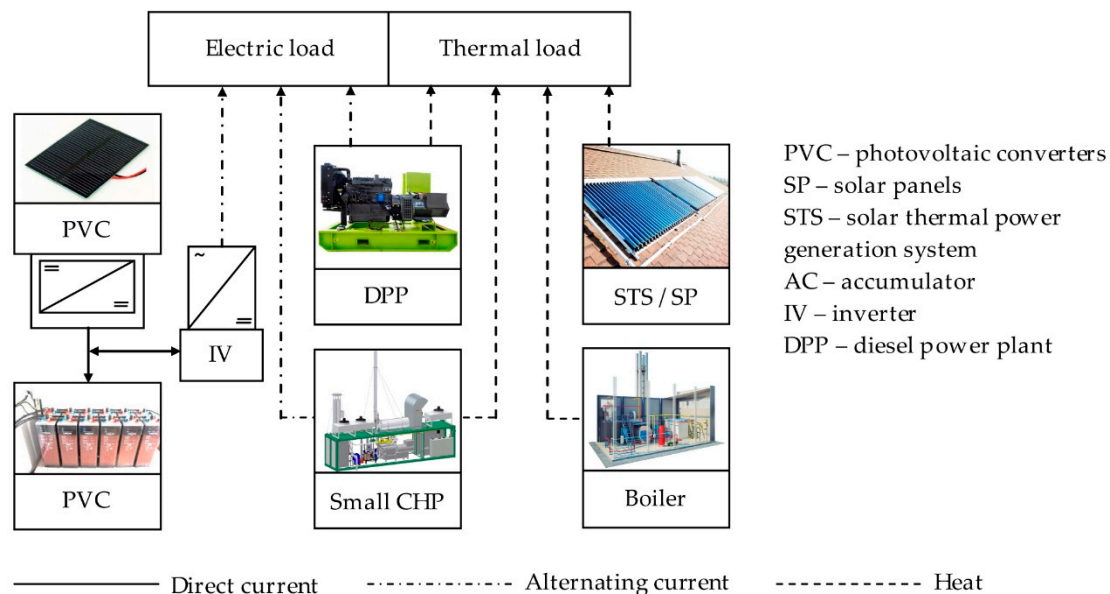 Electric load
Thermal load
PVC
=
=
~
=
IV
DPP
STS / SP
PVC
Small CHP
Boiler
PVC – photovoltaic converters
SP – solar panels
STS – solar thermal power
generation system
AC – accumulator
IV – inverter
DPP – diesel power plant
Direct current
Alternating current
Heat